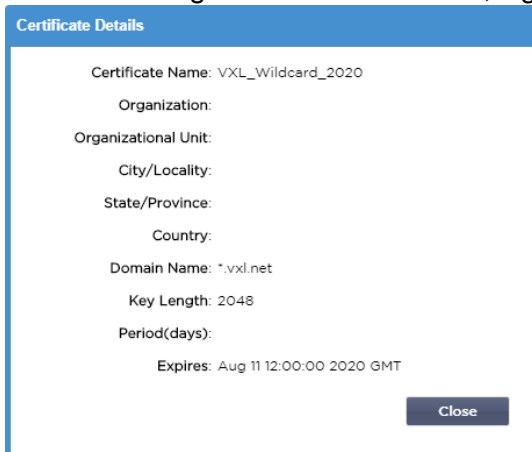 Certificate Details
Certificate Name: VXL_Wildcard_2020
Organization:
Organizational Unit:
City/Locality:
State/Province:
Country:
Domain Name: *.vxl.net
Key Length: 2048
Period(days):
Expires: Aug 11 12:00:00 2020 GMT
Close